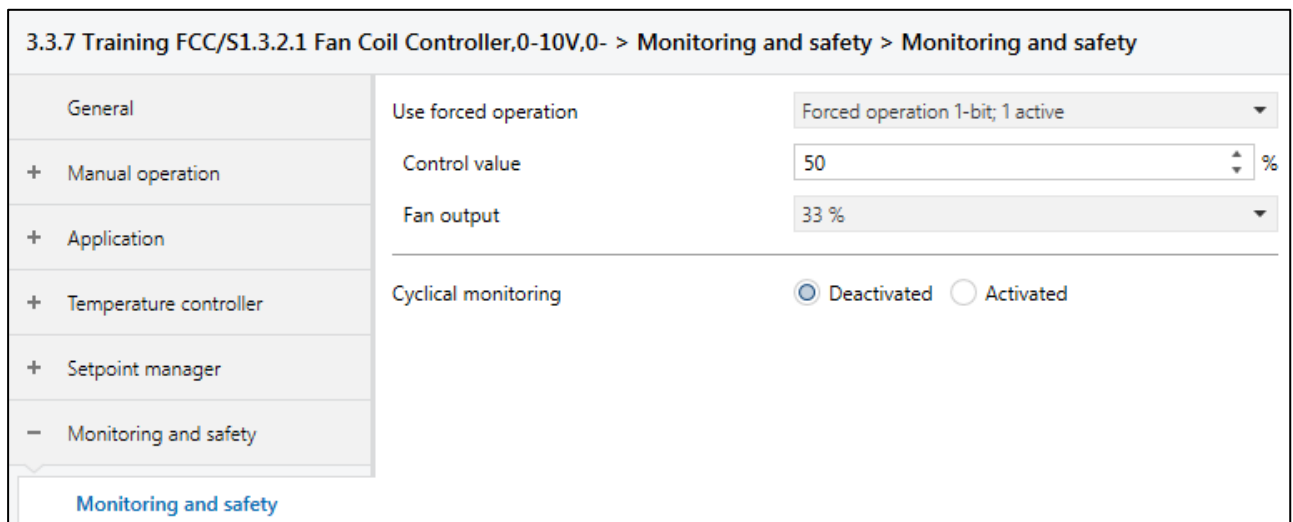 3.3.7 Training FCC/S1.3.2.1 Fan Coil Controller,0-10V,0- > Monitoring and safety > Monitoring and safety
General
+ Manual operation
+ Application
+ Temperature controller
+ Setpoint manager
− Monitoring and safety
Monitoring and safety
Use forced operation Forced operation 1-bit; 1 active
Control value 50 %
Fan output 33 %
Cyclical monitoring Deactivated Activated